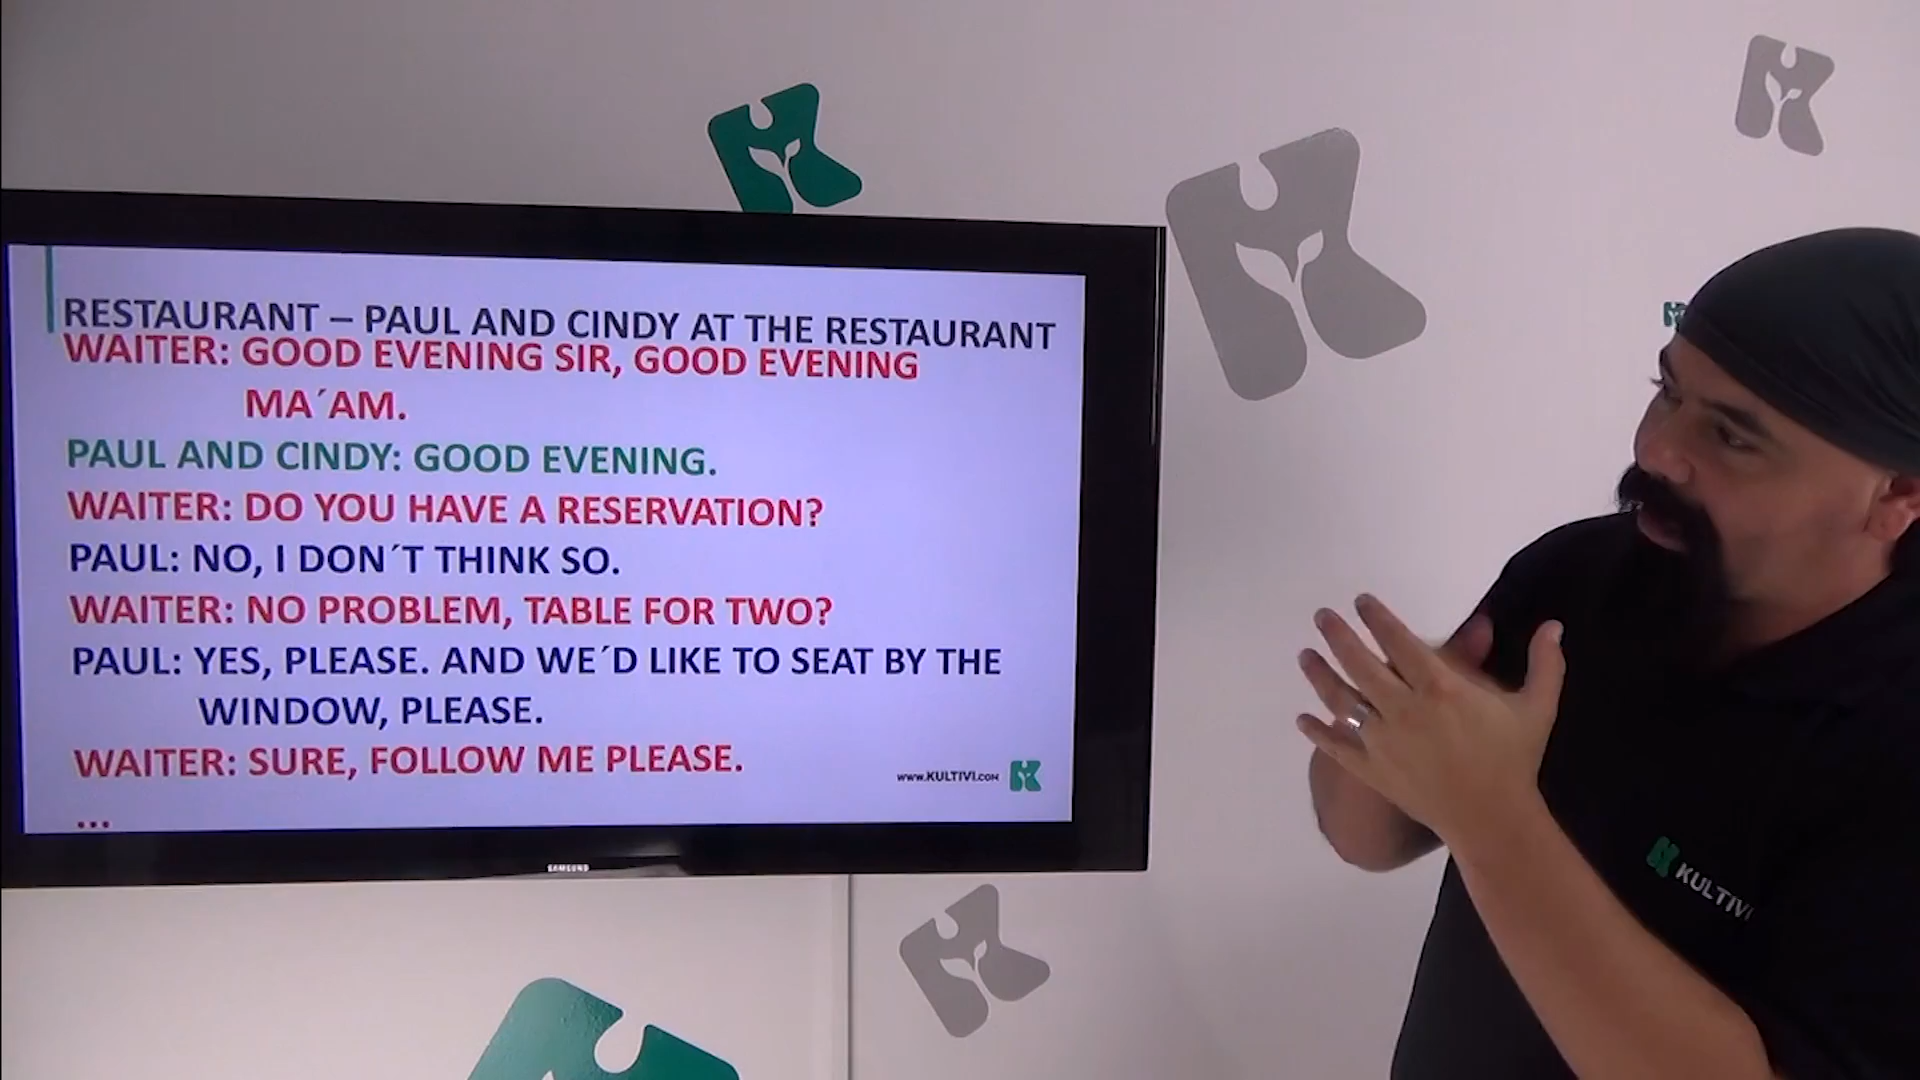 RESTAURANT – PAUL AND CINDY AT THE RESTAURANT
WAITER: GOOD EVENING SIR, GOOD EVENING
MA´AM.
PAUL AND CINDY: GOOD EVENING.
WAITER: DO YOU HAVE A RESERVATION?
PAUL: NO, I DON´T THINK SO.
WAITER: NO PROBLEM, TABLE FOR TWO?
PAUL: YES, PLEASE. AND WE´D LIKE TO SEAT BY THE
WINDOW, PLEASE.
WAITER: SURE, FOLLOW ME PLEASE.
...
WWW.KULTIVI.COM
SAMSUNG
KULTIVI